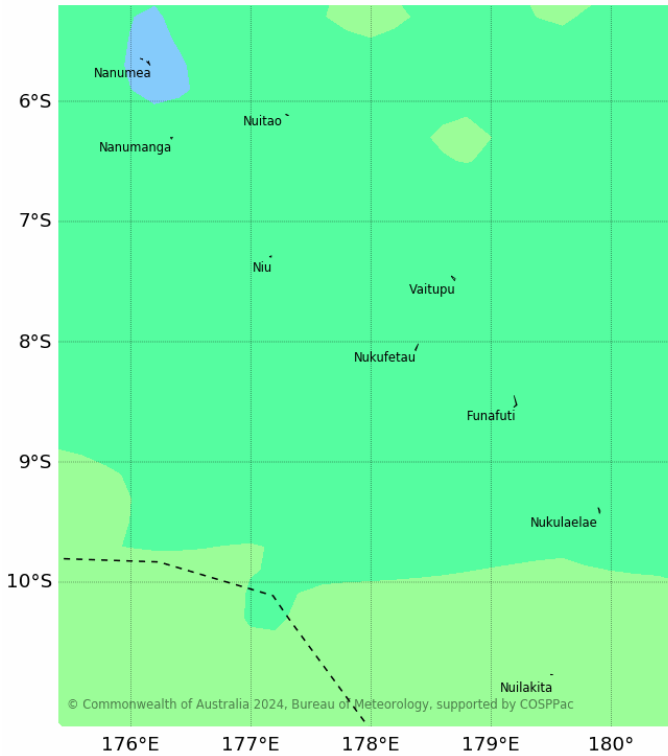 Nanumea
6°S
Nuitao
Nanumanga
7°S
Niu
Vaitupu
8°S
Nukufetau
Funafuti
9°S
Nukulaelae
10°S
Nuilakita
© Commonwealth of Australia 2024, Bureau of Meteorology, supported by COSPPac
176°E 177°E 178°E 179°E 180°